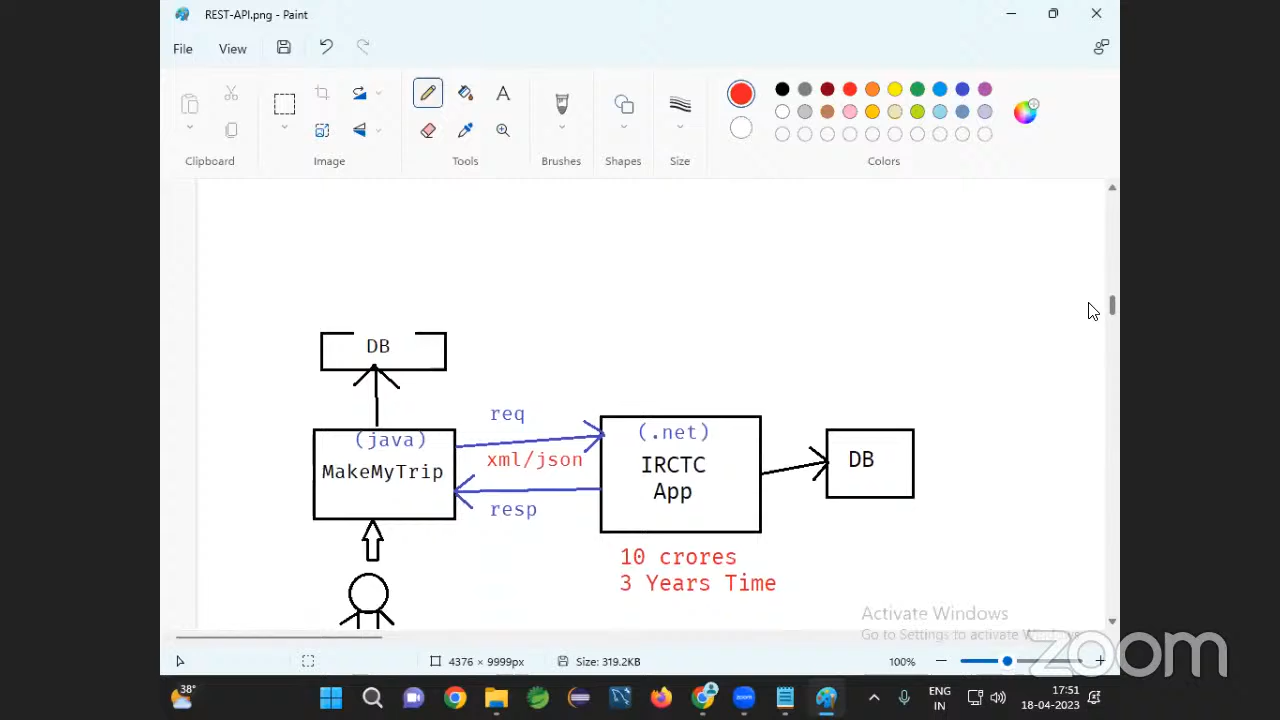 REST-API.png - Paint
File View
Clipboard Image Tools Brushes Shapes Size Colors
A
DB
(java)
MakeMyTrip
req
xml/json
resp
(.net)
IRCTC
App
DB
10 crores
3 Years Time
Activate Windows
Go to Settings to activate Windows.
zoom
4376 × 9999px Size: 319.2KB 100%
38°
zoom
ENG
IN
17:51
18-04-2023